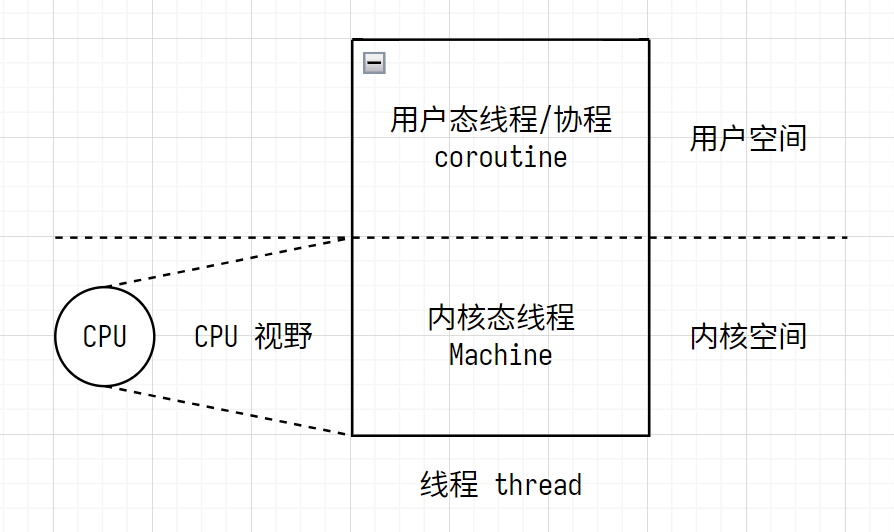 用户态线程/协程
coroutine
用户空间
CPU
CPU 视野
内核态线程
Machine
内核空间
线程 thread